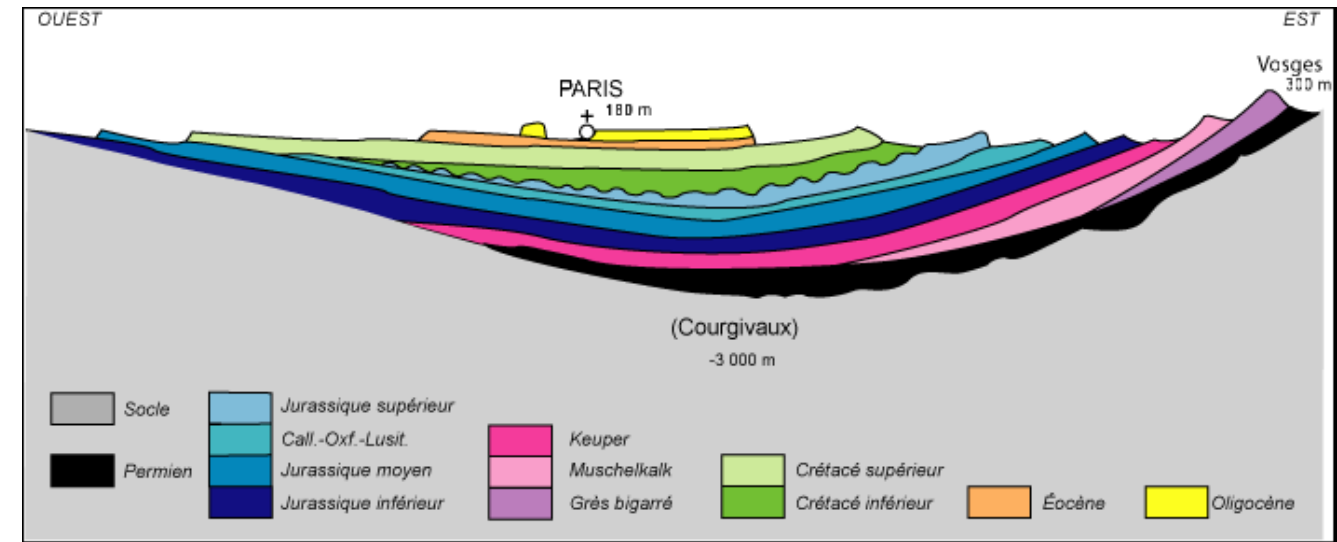 OUEST
EST
Vosges
300 m
PARIS
180 m
(Courgivaux)
-3 000 m
Socle
Permien
Jurassique supérieur
Call.-Oxf.-Lusit.
Jurassique moyen
Jurassique inférieur
Keuper
Muschelkalk
Grès bigarré
Crétacé supérieur
Crétacé inférieur
Éocène
Oligocène